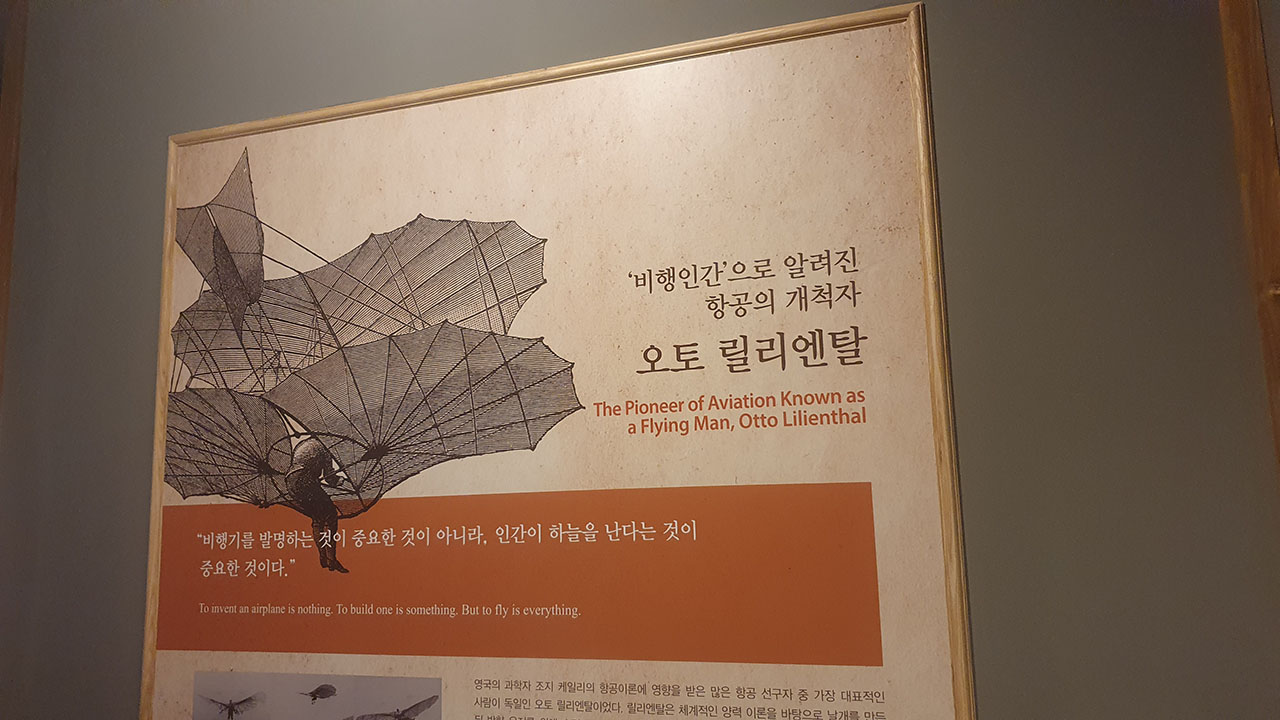 ‘비행인간’으로 알려진
항공의 개척자
오토 릴리엔탈
The Pioneer of Aviation Known as
a Flying Man, Otto Lilienthal
“비행기를 발명하는 것이 중요한 것이 아니라, 인간이 하늘을 난다는 것이
중요한 것이다.”
To invent an airplane is nothing. To build one is something. But to fly is everything.
영국의 과학자 조지 케일리의 항공이론에 영향을 받은 많은 항공 선구자 중 가장 대표적인
사람이 독일인 오토 릴리엔탈이었다. 릴리엔탈은 체계적인 양력 이론을 바탕으로 날개를 만든